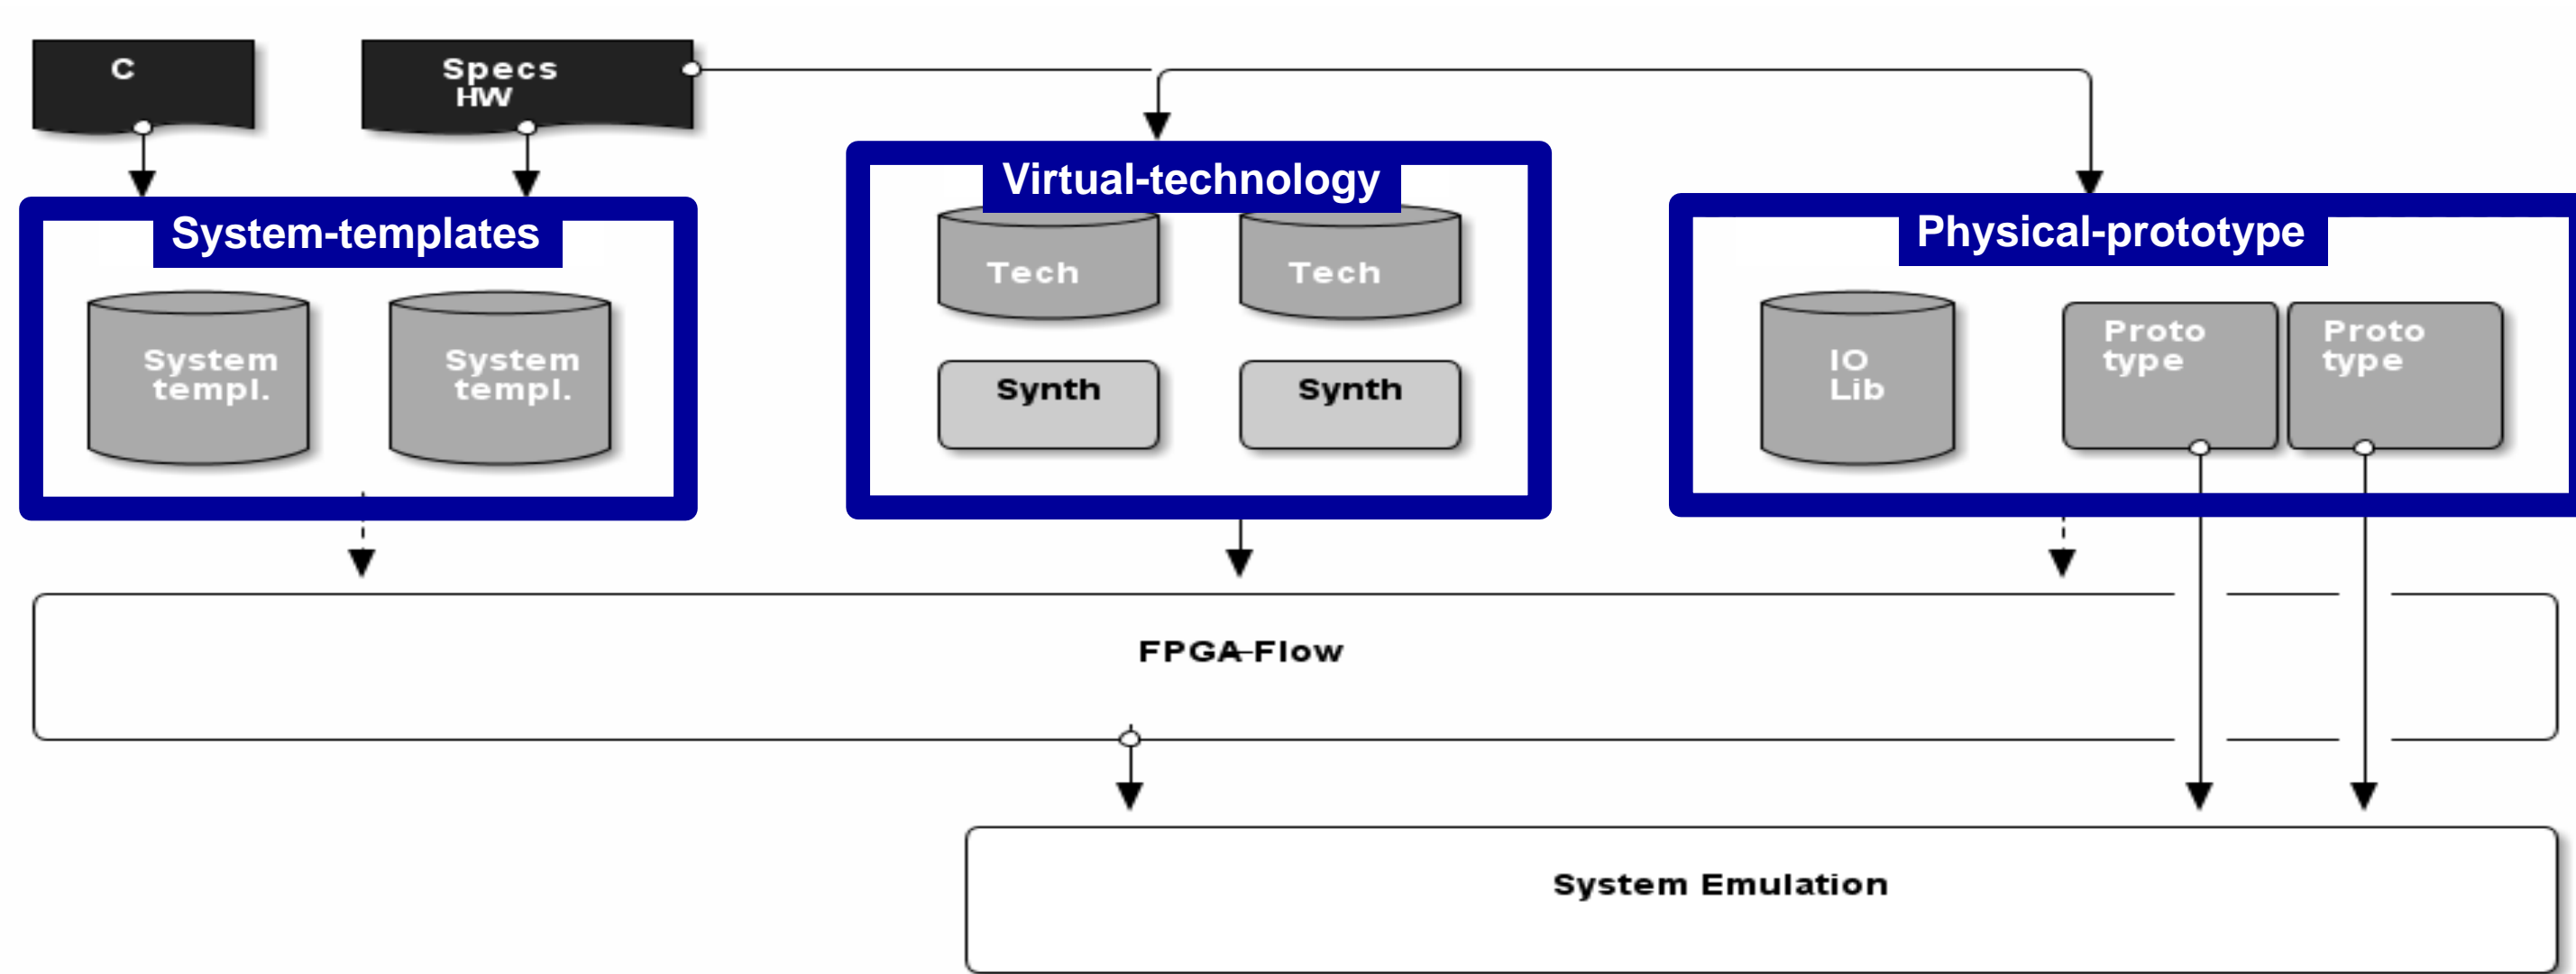 C
Specs
HW
System-templates
Virtual-technology
Physical-prototype
System
templ.
System
templ.
Tech
Tech
Synth
Synth
IO
Lib
Proto
type
Proto
type
FPGA-Flow
System Emulation